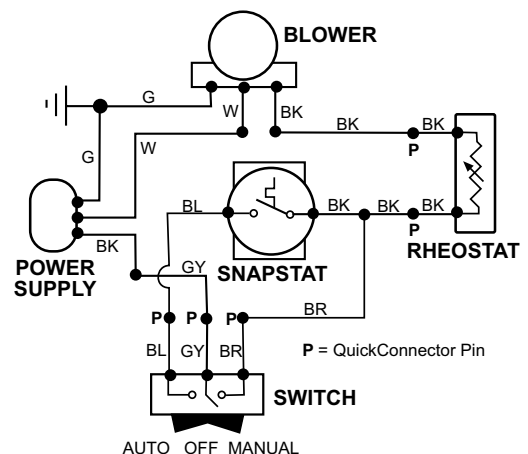 BLOWER
G
W
BK
BK
BK
P
G
W
BL
BK
BK
BK
P
RHEOSTAT
BK
SNAPSTAT
POWER
SUPPLY
GY
BR
P
P
P
BL
GY
BR
P = QuickConnector Pin
SWITCH
AUTO OFF MANUAL